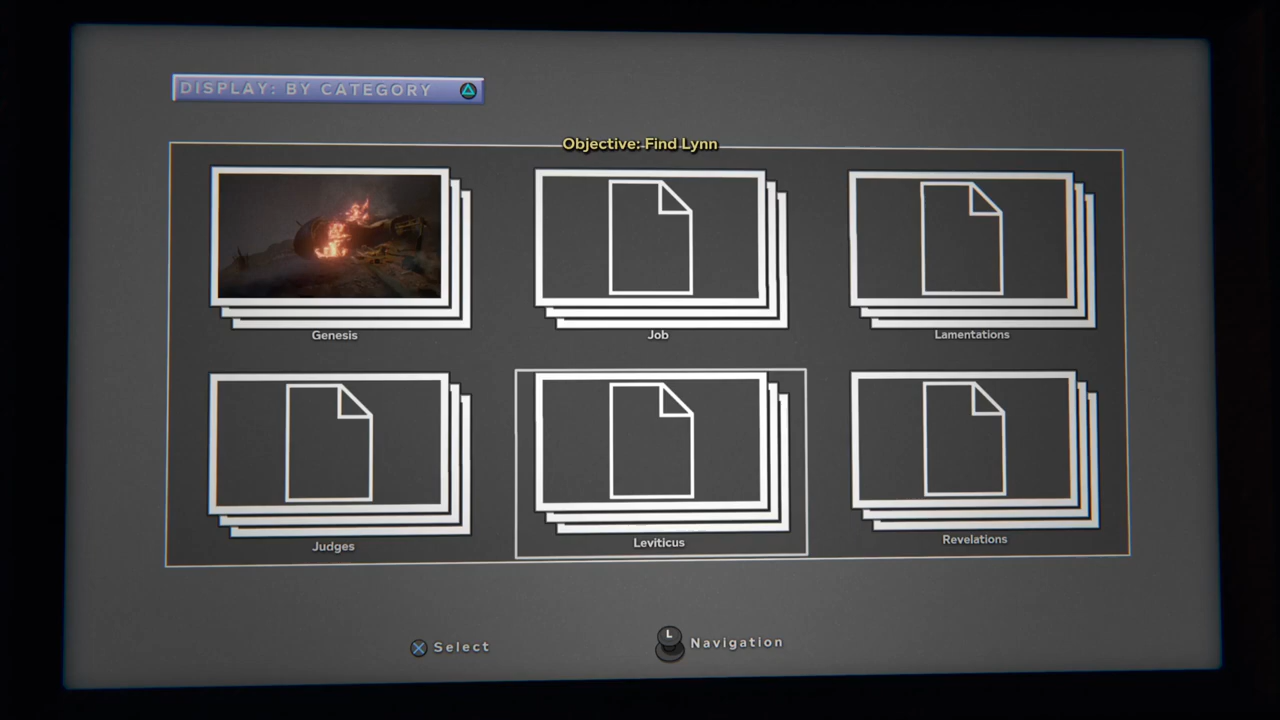 DISPLAY: BY CATEGORY
Objective: Find Lynn
Genesis
Job
Lamentations
Judges
Leviticus
Revelations
Select
L
Navigation